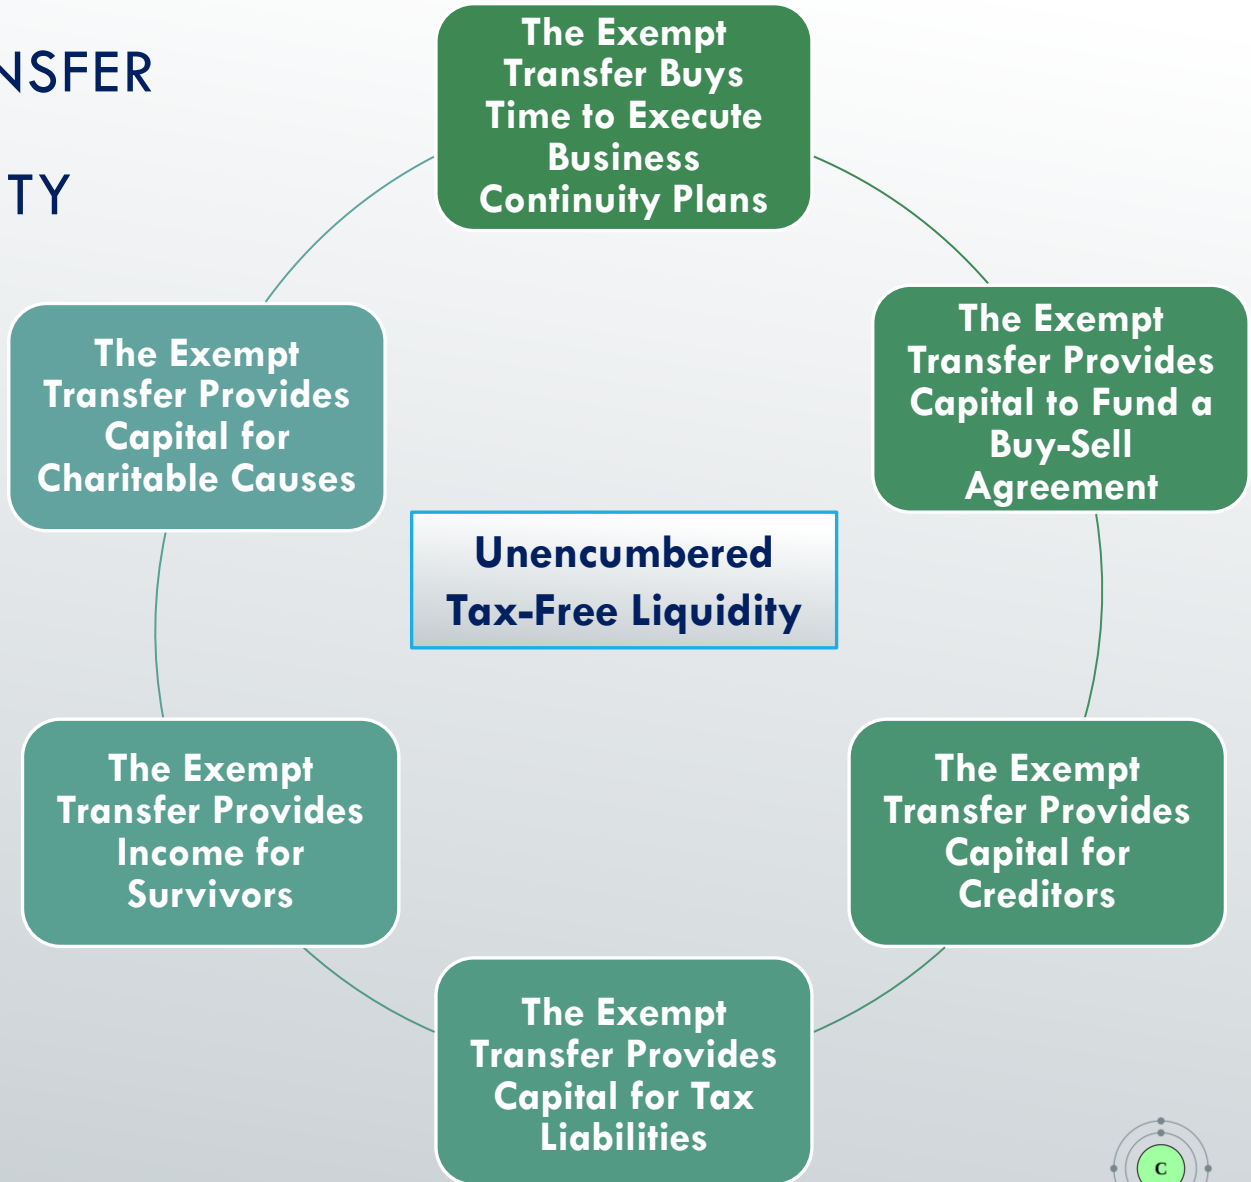 NSFER
TY
The Exempt
Transfer Buys
Time to Execute
Business
Continuity Plans
The Exempt
Transfer Provides
Capital to Fund a
Buy-Sell
Agreement
The Exempt
Transfer Provides
Capital for
Creditors
The Exempt
Transfer Provides
Capital for Tax
Liabilities
The Exempt
Transfer Provides
Income for
Survivors
The Exempt
Transfer Provides
Capital for
Charitable Causes
Unencumbered
Tax-Free Liquidity
C